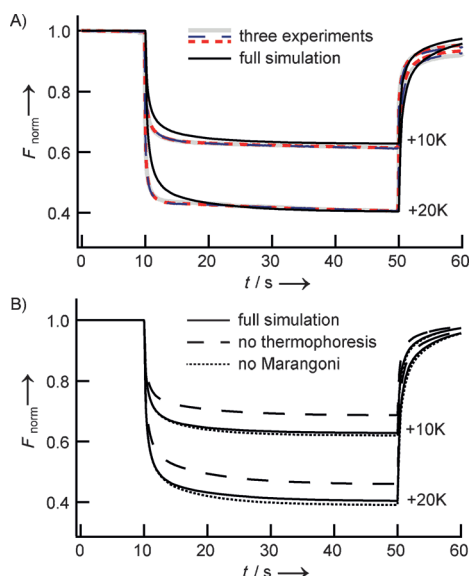 A)
1.0
0.8
0.6
0.4
F norm
three experiments
full simulation
+10K
+20K
0 10 20 30 40 50 60
t / s
B)
1.0
0.8
0.6
0.4
F norm
full simulation
no thermophoresis
no Marangoni
+10K
+20K
0 10 20 30 40 50 60
t / s